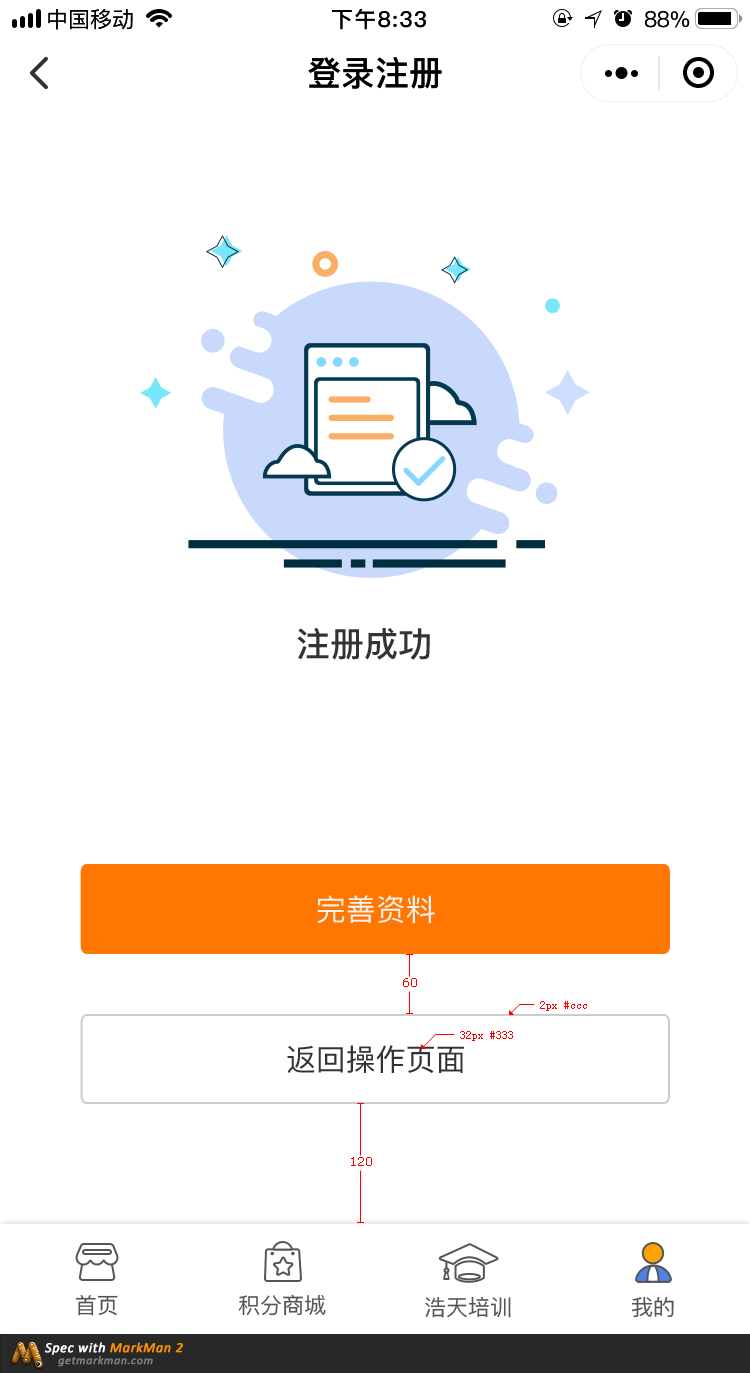 中国移动 下午8:33 88%
登录注册
注册成功
完善资料
60
2px #ccc
32px #333
返回操作页面
120
首页 积分商城 浩天培训 我的
Spec with MarkMan 2
getmarkman.com